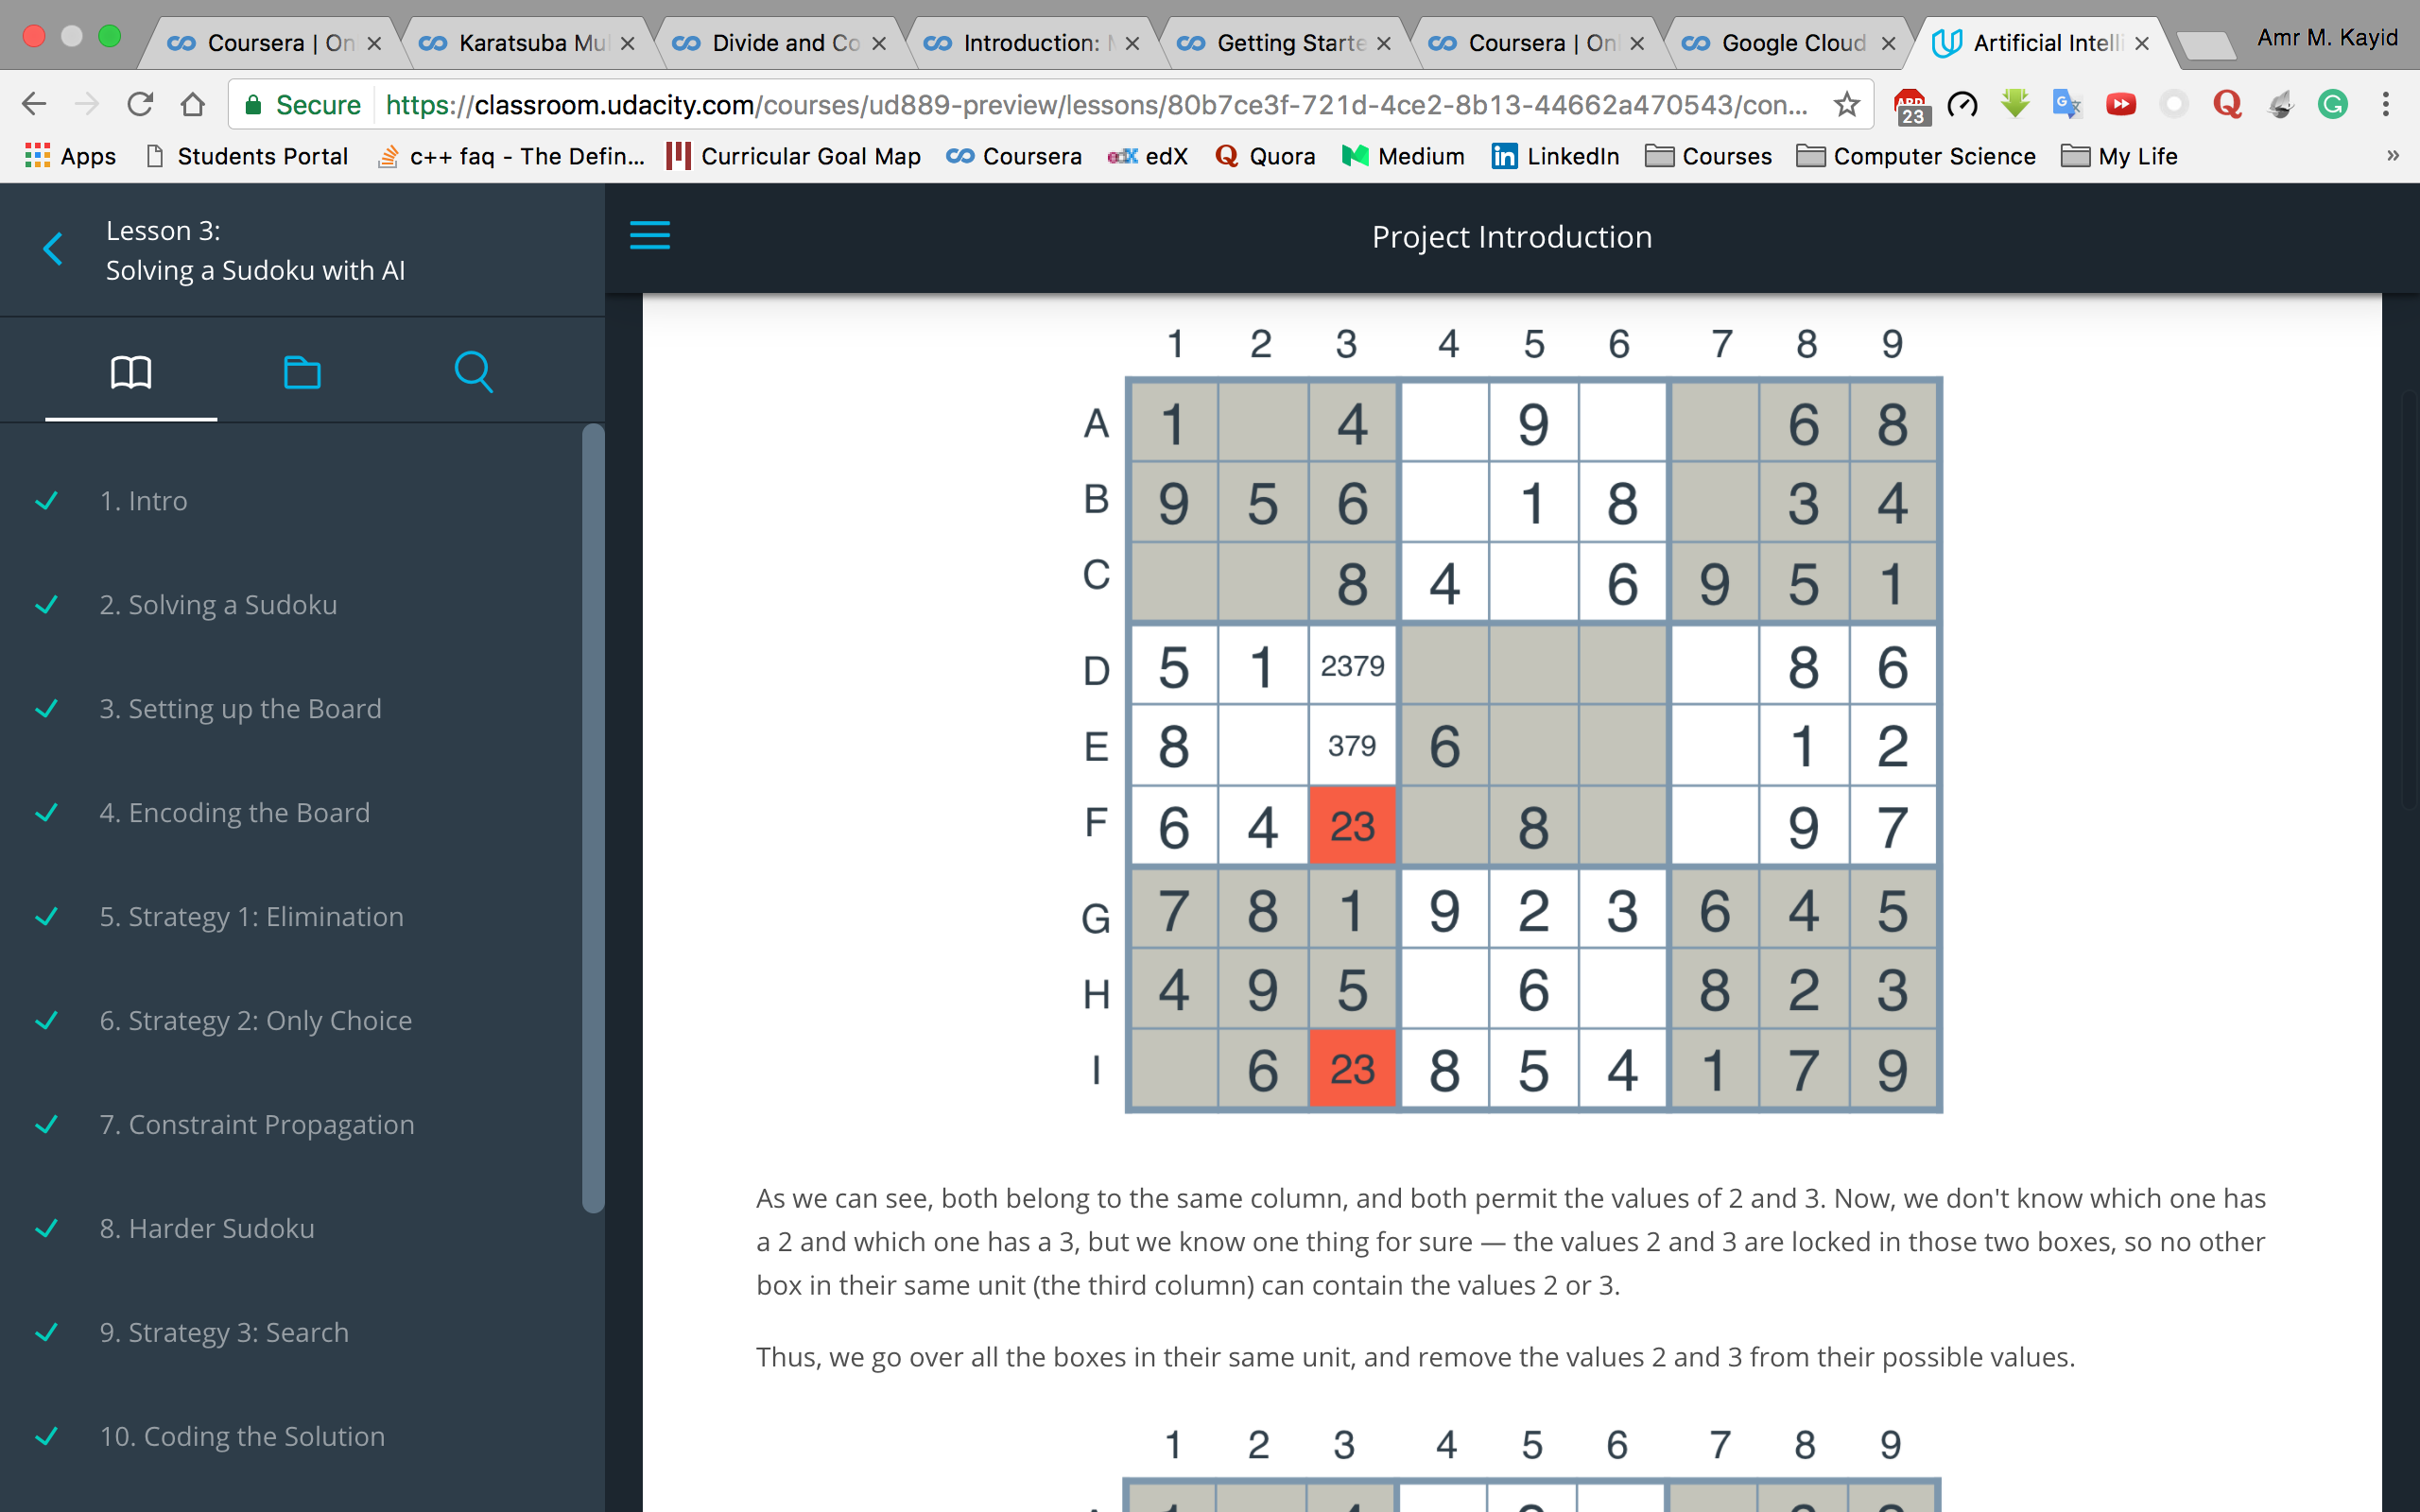 Coursera | On
Karatsuba Mu
Divide and Co
Introduction:
Getting Starte
Coursera | Onl
Google Cloud
Artificial Intelli
Amr M. Kayid
Secure https://classroom.udacity.com/courses/ud889-preview/lessons/80b7ce3f-721d-4ce2-8b13-44662a470543/con...
ABP
23
Apps Students Portal c++ faq - The Defin... Curricular Goal Map Coursera edX Quora Medium LinkedIn Courses Computer Science My Life »
Lesson 3:
Solving a Sudoku with AI
1. Intro
2. Solving a Sudoku
3. Setting up the Board
4. Encoding the Board
5. Strategy 1: Elimination
6. Strategy 2: Only Choice
7. Constraint Propagation
8. Harder Sudoku
9. Strategy 3: Search
10. Coding the Solution
Project Introduction
1 2 3 4 5 6 7 8 9
A 1 4 9 6 8
B 9 5 6 1 8 3 4
C 8 4 6 9 5 1
D 5 1 2379 8 6
E 8 379 6 1 2
F 6 4 23 8 9 7
G 7 8 1 9 2 3 6 4 5
H 4 9 5 6 8 2 3
I 6 23 8 5 4 1 7 9
As we can see, both belong to the same column, and both permit the values of 2 and 3. Now, we don't know which one has
a 2 and which one has a 3, but we know one thing for sure — the values 2 and 3 are locked in those two boxes, so no other
box in their same unit (the third column) can contain the values 2 or 3.
Thus, we go over all the boxes in their same unit, and remove the values 2 and 3 from their possible values.
1 2 3 4 5 6 7 8 9